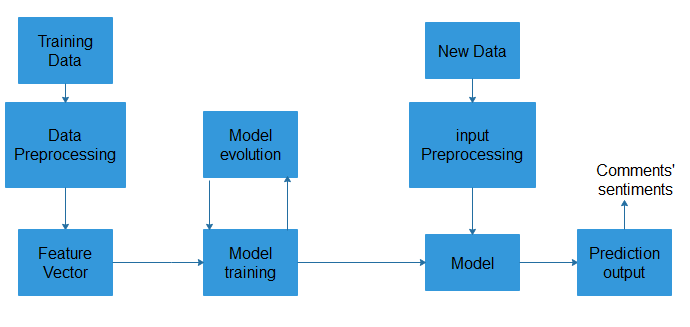 Training
Data
New Data
Data
Preprocessing
Model
evolution
input
Preprocessing
Comments'
sentiments
Feature
Vector
Model
training
Model
Prediction
output